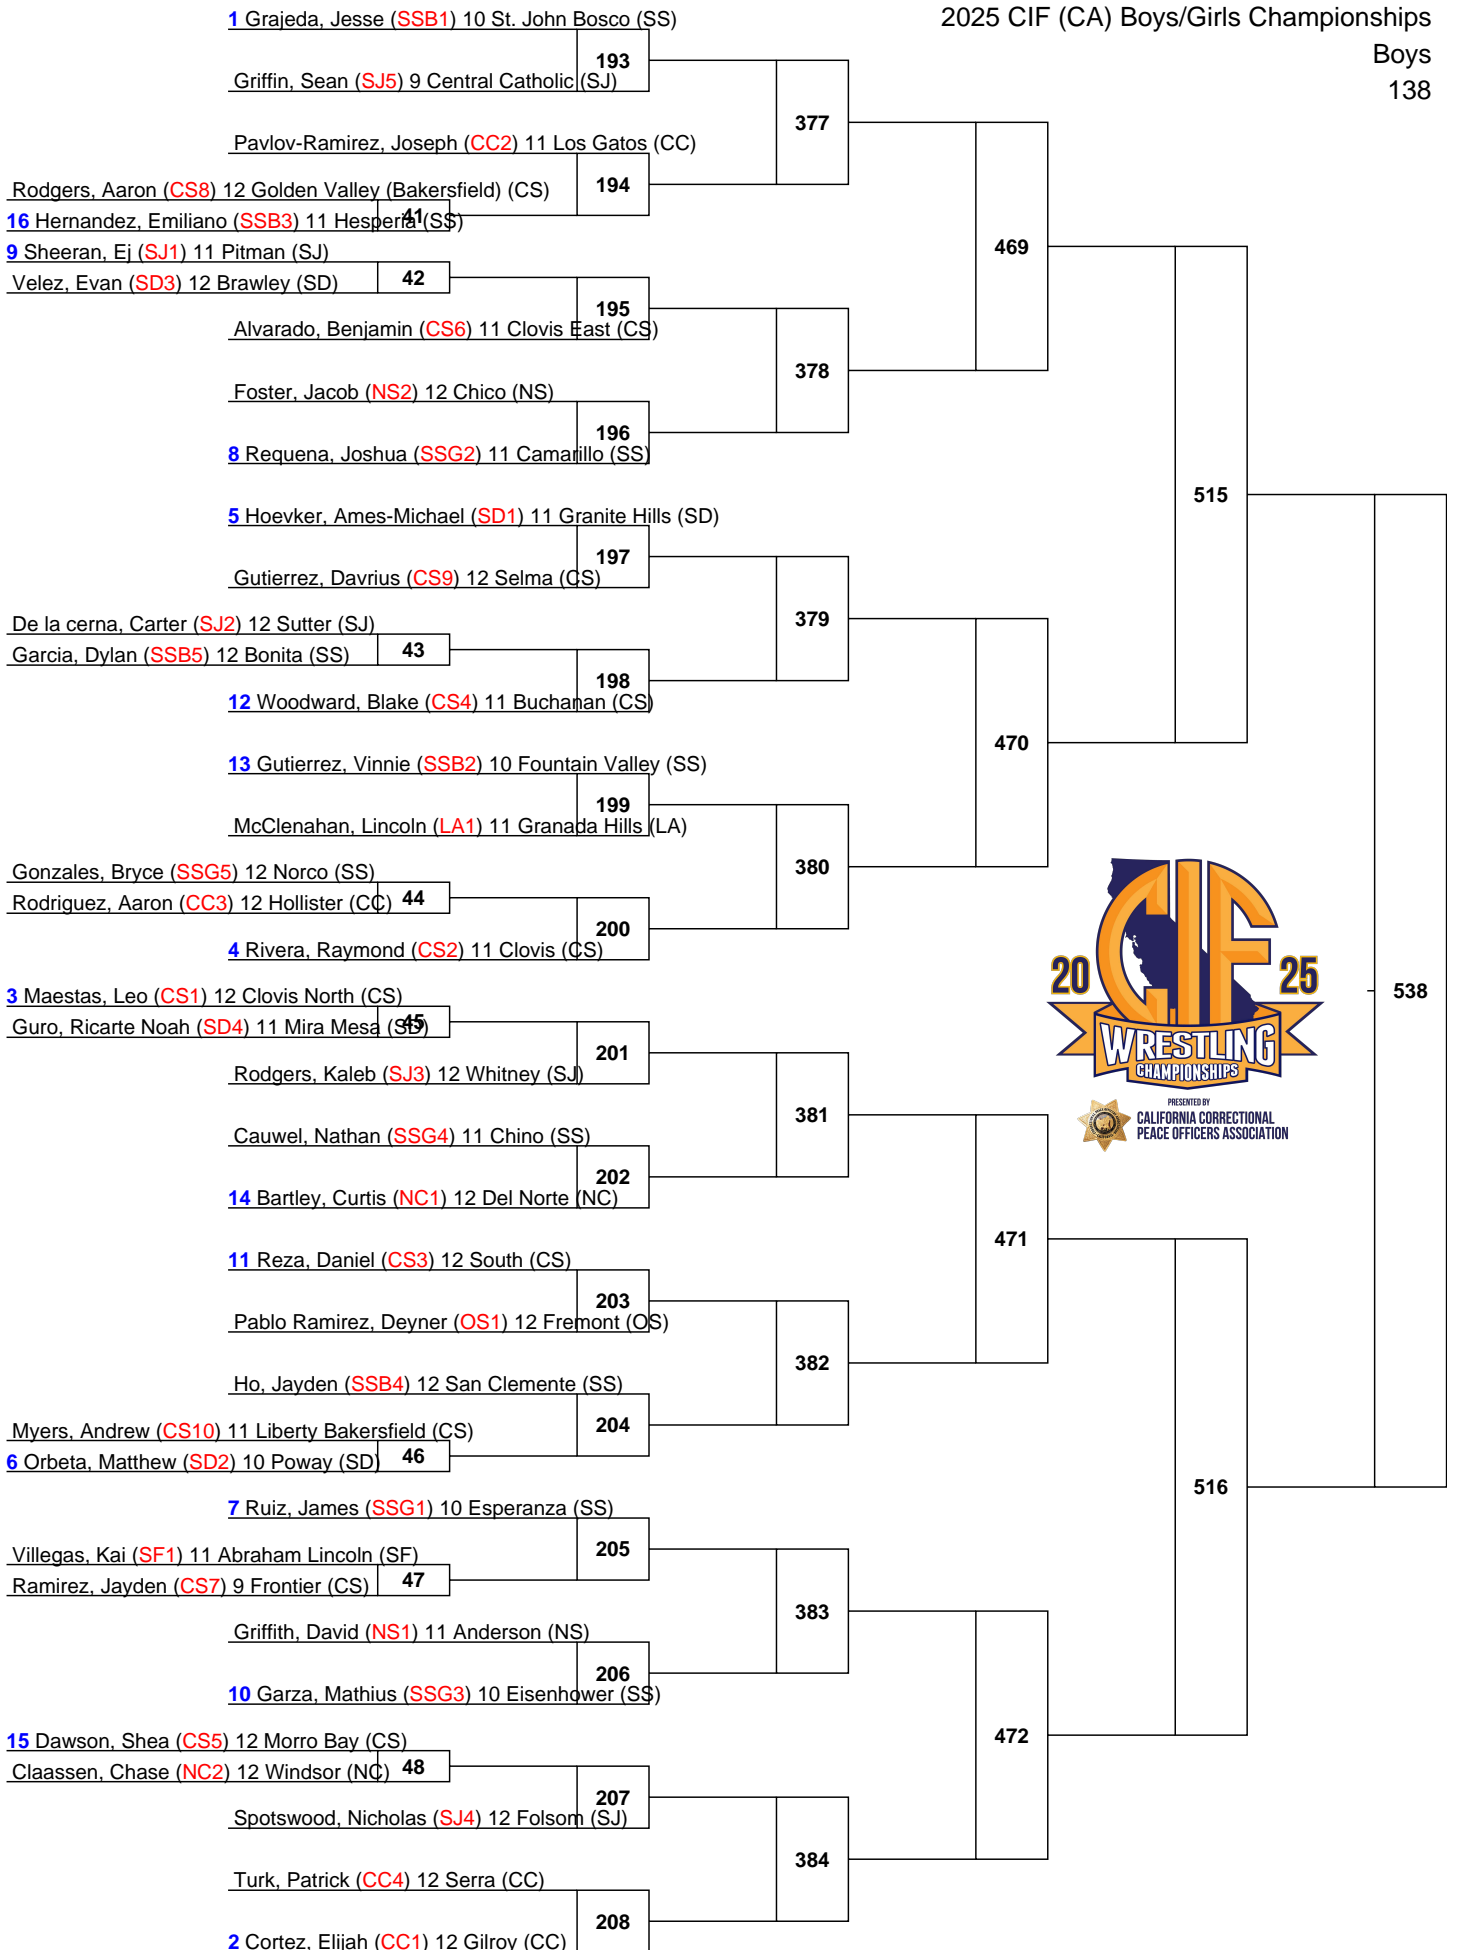 2025 CIF (CA) Boys/Girls Championships
Boys
138
1 Grajeda, Jesse (SSB1) 10 St. John Bosco (SS)
193
Griffin, Sean (SJ5) 9 Central Catholic (SJ)
377
Pavlov-Ramirez, Joseph (CC2) 11 Los Gatos (CC)
194
Rodgers, Aaron (CS8) 12 Golden Valley (Bakersfield) (CS)
41
16 Hernandez, Emiliano (SSB3) 11 Hesperia (SS)
469
9 Sheeran, Ej (SJ1) 11 Pitman (SJ)
42
Velez, Evan (SD3) 12 Brawley (SD)
195
Alvarado, Benjamin (CS6) 11 Clovis East (CS)
378
Foster, Jacob (NS2) 12 Chico (NS)
196
8 Requena, Joshua (SSG2) 11 Camarillo (SS)
515
5 Hoevker, Ames-Michael (SD1) 11 Granite Hills (SD)
197
Gutierrez, Davrius (CS9) 12 Selma (CS)
379
De la cerna, Carter (SJ2) 12 Sutter (SJ)
43
Garcia, Dylan (SSB5) 12 Bonita (SS)
198
12 Woodward, Blake (CS4) 11 Buchanan (CS)
470
13 Gutierrez, Vinnie (SSB2) 10 Fountain Valley (SS)
199
McClenahan, Lincoln (LA1) 11 Granada Hills (LA)
380
Gonzales, Bryce (SSG5) 12 Norco (SS)
44
Rodriguez, Aaron (CC3) 12 Hollister (CC)
200
4 Rivera, Raymond (CS2) 11 Clovis (CS)
CIF
20 25
WRESTLING
CHAMPIONSHIPS
PRESENTED BY
CALIFORNIA CORRECTIONAL
PEACE OFFICERS ASSOCIATION
538
3 Maestas, Leo (CS1) 12 Clovis North (CS)
45
Guro, Ricarte Noah (SD4) 11 Mira Mesa (SD)
201
Rodgers, Kaleb (SJ3) 12 Whitney (SJ)
381
Cauwel, Nathan (SSG4) 11 Chino (SS)
202
14 Bartley, Curtis (NC1) 12 Del Norte (NC)
471
11 Reza, Daniel (CS3) 12 South (CS)
203
Pablo Ramirez, Deyner (OS1) 12 Fremont (OS)
382
Ho, Jayden (SSB4) 12 San Clemente (SS)
204
Myers, Andrew (CS10) 11 Liberty Bakersfield (CS)
46
6 Orbeta, Matthew (SD2) 10 Poway (SD)
516
7 Ruiz, James (SSG1) 10 Esperanza (SS)
205
Villegas, Kai (SF1) 11 Abraham Lincoln (SF)
47
Ramirez, Jayden (CS7) 9 Frontier (CS)
383
Griffith, David (NS1) 11 Anderson (NS)
206
10 Garza, Mathius (SSG3) 10 Eisenhower (SS)
472
15 Dawson, Shea (CS5) 12 Morro Bay (CS)
48
Claassen, Chase (NC2) 12 Windsor (NC)
207
Spotswood, Nicholas (SJ4) 12 Folsom (SJ)
384
Turk, Patrick (CC4) 12 Serra (CC)
208
2 Cortez, Elijah (CC1) 12 Gilroy (CC)